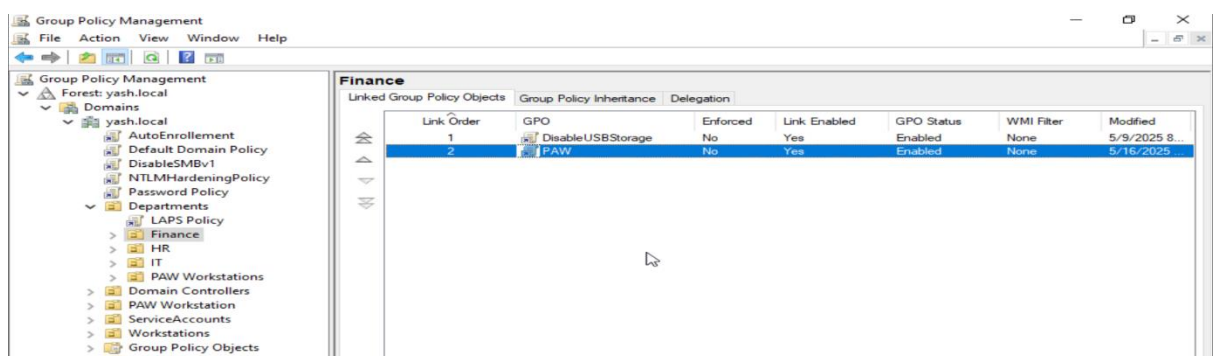 Group Policy Management
File Action View Window Help
Group Policy Management
Forest: yash.local
Domains
yash.local
AutoEnrollement
Default Domain Policy
DisableSMBv1
NTLMHardeningPolicy
Password Policy
Departments
LAPS Policy
Finance
HR
IT
PAW Workstations
Domain Controllers
PAW Workstation
ServiceAccounts
Workstations
Group Policy Objects
Finance
Linked Group Policy Objects Group Policy Inheritance Delegation
Link Order GPO Enforced Link Enabled GPO Status WMI Filter Modified
1 DisableUSBStorage No Yes Enabled None 5/9/2025 8...
2 PAW No Yes Enabled None 5/16/2025 ...